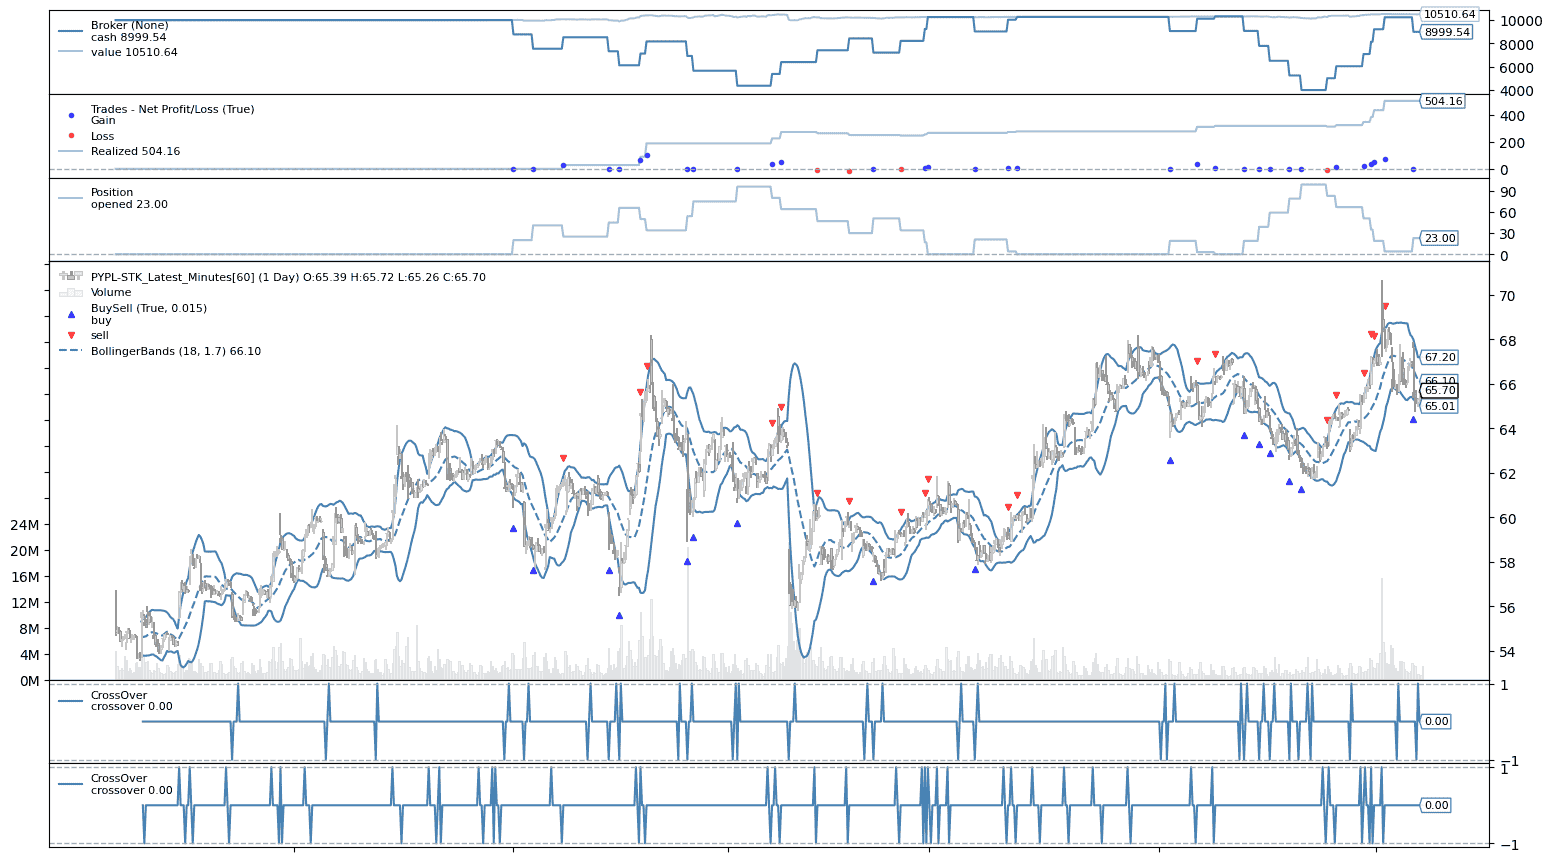 Broker (None)
cash 8999.54
value 10510.64
10510.64
8999.54
10000
8000
6000
4000
Trades - Net Profit/Loss (True)
Gain
Loss
Realized 504.16
504.16
400
200
0
Position
opened 23.00
90
60
30
0
23.00
PYPL-STK_Latest_Minutes[60] (1 Day) O:65.39 H:65.72 L:65.26 C:65.70
Volume
BuySell (True, 0.015)
buy
sell
BollingerBands (18, 1.7) 66.10
70
68
66
64
62
60
58
56
54
67.20
66.10
65.70
65.01
24M
20M
16M
12M
8M
4M
0M
CrossOver
crossover 0.00
1
0.00
−1
CrossOver
crossover 0.00
1
0.00
−1